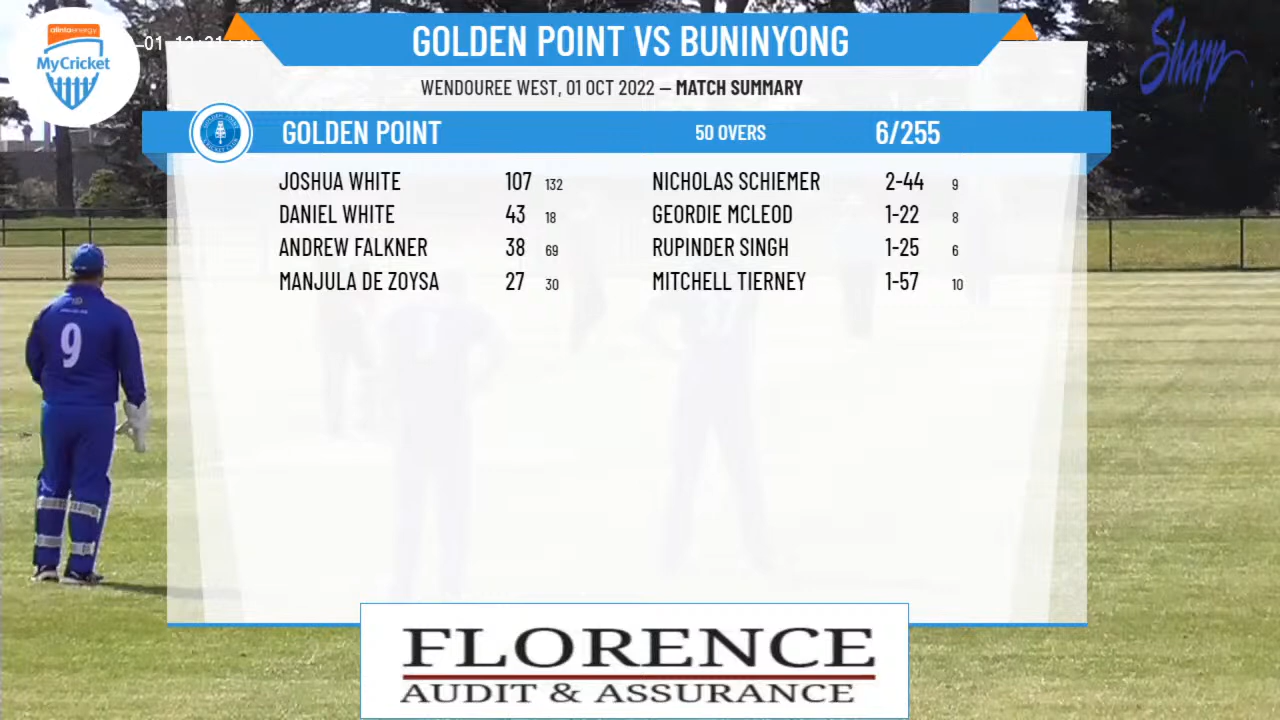 alintaenergy
MyCricket
GOLDEN POINT VS BUNINYONG
Sharp
WENDOUREE WEST, 01 OCT 2022 – MATCH SUMMARY
GOLDEN POINT 50 OVERS 6/255
JOSHUA WHITE 107 132 NICHOLAS SCHIEMER 2-44 9
DANIEL WHITE 43 18 GEORDIE MCLEOD 1-22 8
ANDREW FALKNER 38 69 RUPINDER SINGH 1-25 6
MANJULA DE ZOYSA 27 30 MITCHELL TIERNEY 1-57 10
9
FLORENCE
AUDIT & ASSURANCE